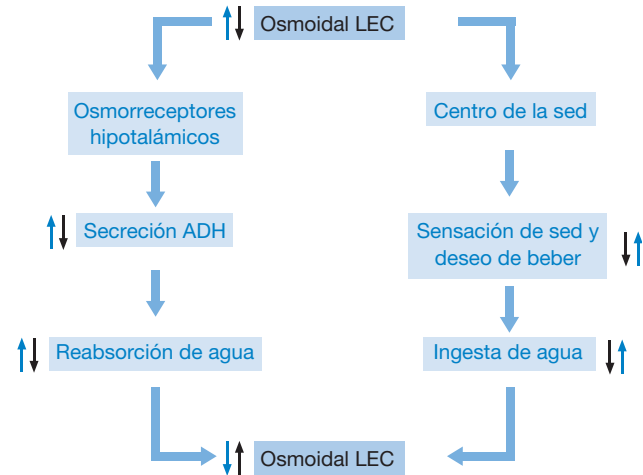 Osmoidal LEC
Osmorreceptores
hipotalámicos
Centro de la sed
Secreción ADH
Sensación de sed y
deseo de beber
Reabsorción de agua
Ingesta de agua
Osmoidal LEC